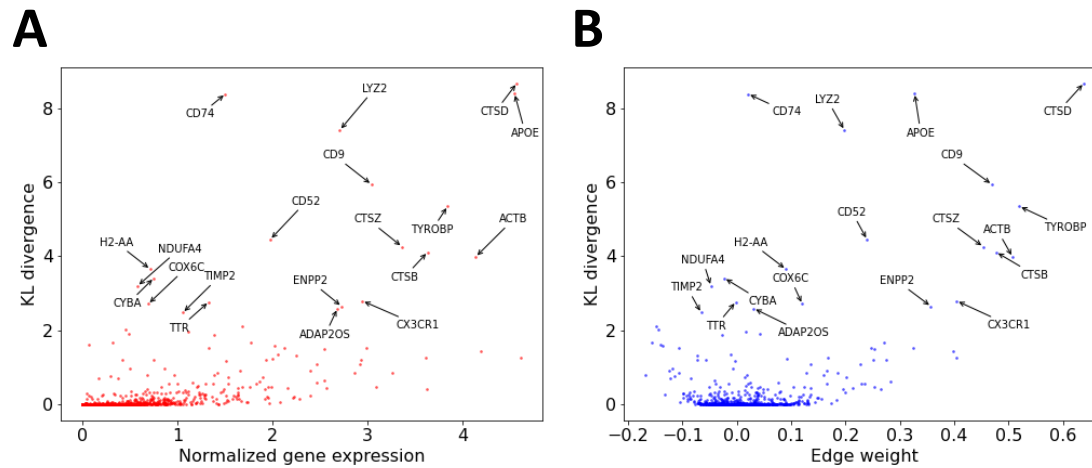 A
B
KL divergence
8
6
4
2
0
0
1
2
3
4
Normalized gene expression
CD74
LYZ2
CTSD
APOE
CD9
CD52
CTSZ
TYROBP
ACTB
H2-AA
NDUFA4
COX6C
TIMP2
CYBA
TTR
ENPP2
CTSB
ADAP2OS
CX3CR1
KL divergence
8
6
4
2
0
−0.2
−0.1
0.0
0.1
0.2
0.3
0.4
0.5
0.6
Edge weight
CD74
LYZ2
APOE
CTSD
CD9
CD52
CTSZ
ACTB
TYROBP
H2-AA
NDUFA4
COX6C
TIMP2
CYBA
TTR
ADAP2OS
ENPP2
CTSB
CX3CR1